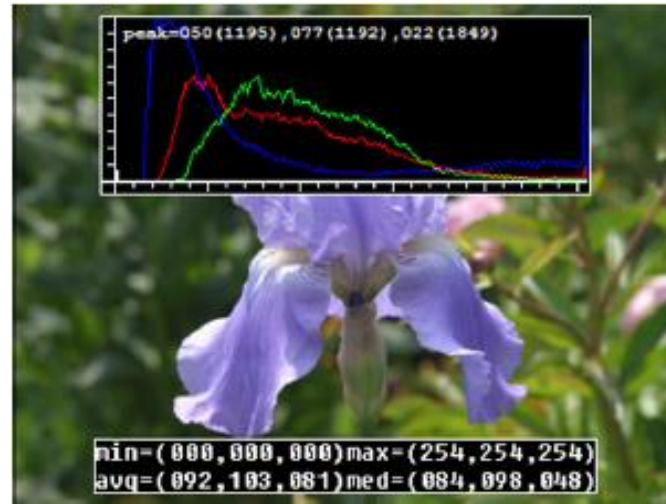 peak=050(1195),077(1192),022(1849)
min=(000,000,000)max=(254,254,254)
avg=(092,103,081)med=(084,098,048)